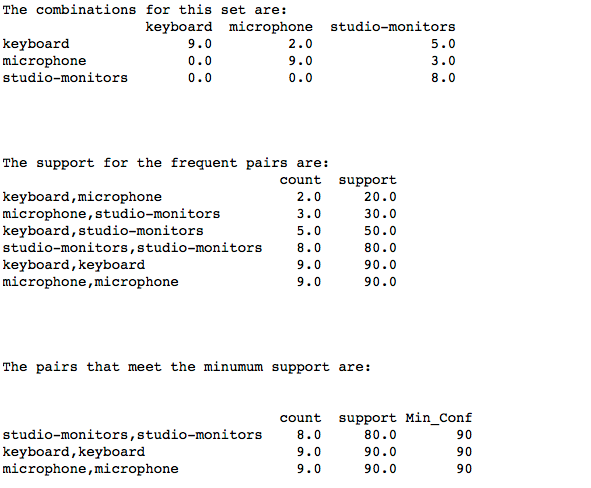 The combinations for this set are:
keyboard microphone studio-monitors
keyboard 9.0 2.0 5.0
microphone 0.0 9.0 3.0
studio-monitors 0.0 0.0 8.0
The support for the frequent pairs are:
count support
keyboard,microphone 2.0 20.0
microphone,studio-monitors 3.0 30.0
keyboard,studio-monitors 5.0 50.0
studio-monitors,studio-monitors 8.0 80.0
keyboard,keyboard 9.0 90.0
microphone,microphone 9.0 90.0
The pairs that meet the minumum support are:
count support Min_Conf
studio-monitors,studio-monitors 8.0 80.0 90
keyboard,keyboard 9.0 90.0 90
microphone,microphone 9.0 90.0 90